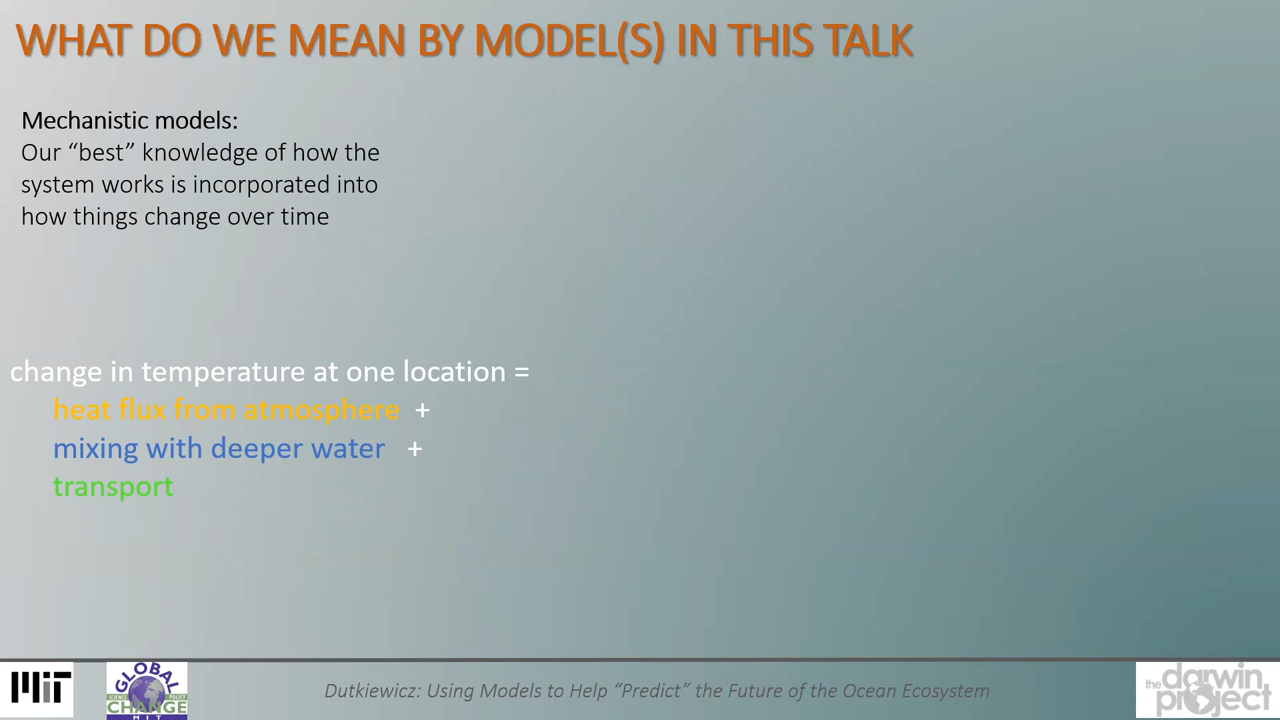 WHAT DO WE MEAN BY MODEL(S) IN THIS TALK
Mechanistic models:
Our “best” knowledge of how the
system works is incorporated into
how things change over time
change in temperature at one location =
heat flux from atmosphere +
mixing with deeper water +
transport
MIT
GLOBAL
SCIENCE POLICY
CHANGE
MIT
Dutkiewicz: Using Models to Help “Predict” the Future of the Ocean Ecosystem
the darwin
project